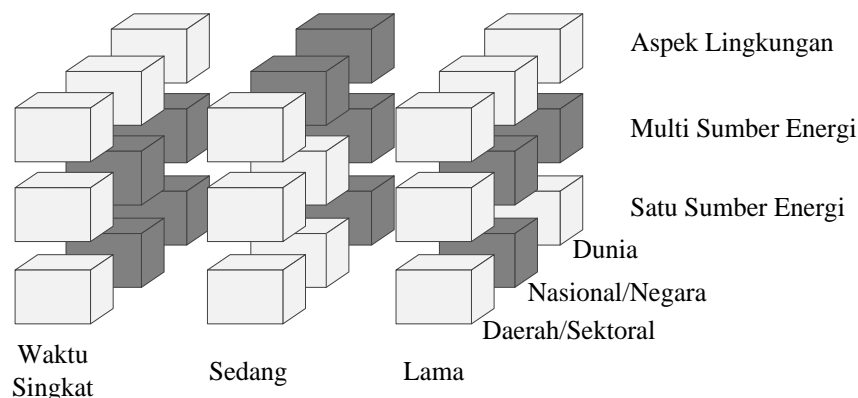 Aspek Lingkungan
Multi Sumber Energi
Satu Sumber Energi
Dunia
Nasional/Negara
Daerah/Sektoral
Waktu
Singkat
Sedang
Lama